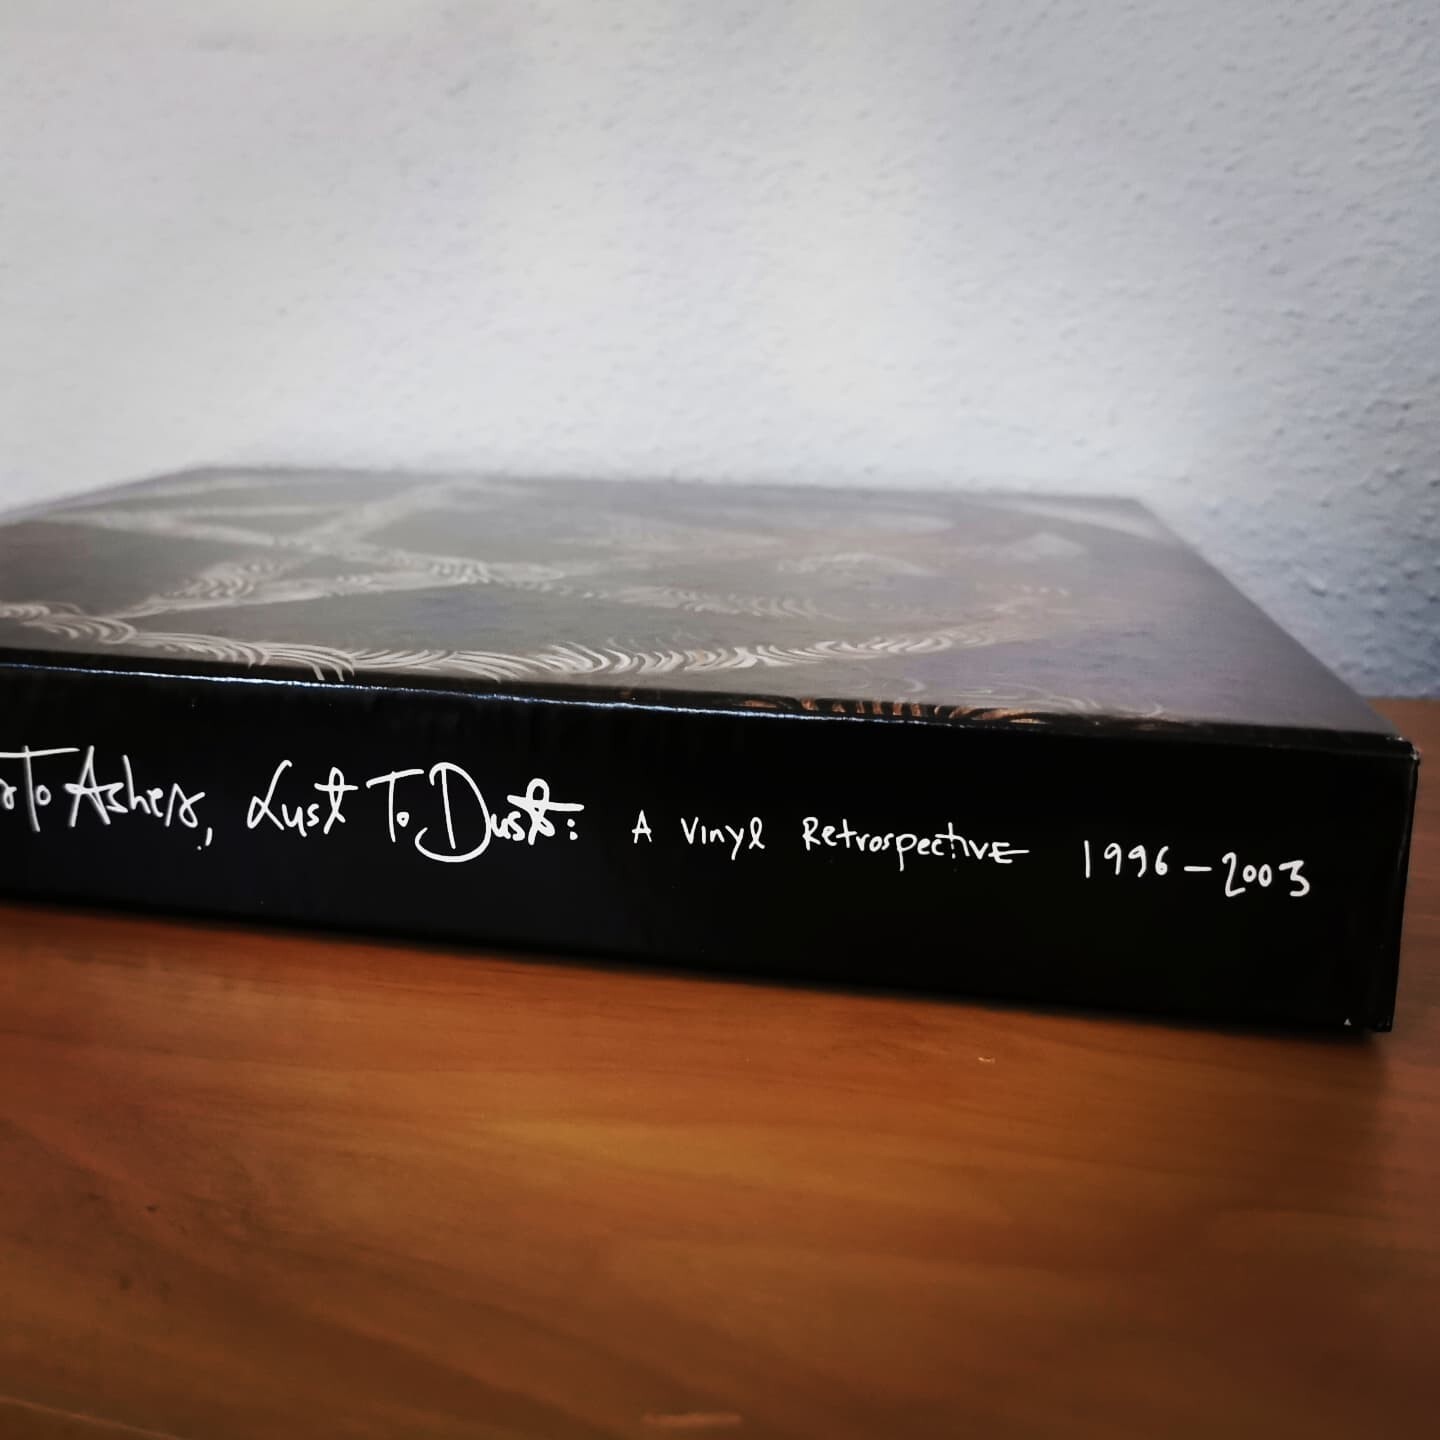 To Ashes, Lust To Dust: A Vinyl Retrospective 1996-2003